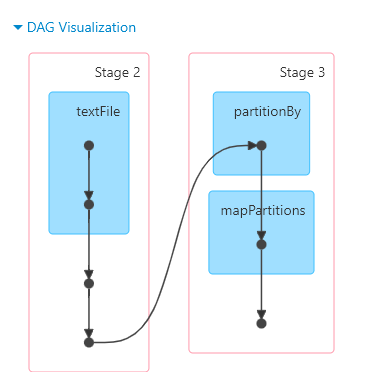 DAG Visualization
Stage 2
textFile
Stage 3
partitionBy
mapPartitions